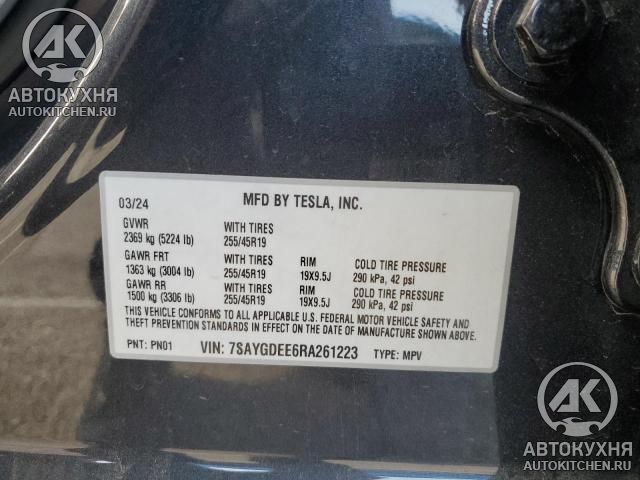 АК
АВТОКУХНЯ
AUTOKITCHEN.RU
03/24 MFD BY TESLA, INC.
GVWR WITH TIRES
2369 kg (5224 lb) 255/45R19
GAWR FRT WITH TIRES RIM COLD TIRE PRESSURE
1363 kg (3004 lb) 255/45R19 19X9.5J 290 kPa, 42 psi
GAWR RR WITH TIRES RIM COLD TIRE PRESSURE
1500 kg (3306 lb) 255/45R19 19X9.5J 290 kPa, 42 psi
THIS VEHICLE CONFORMS TO ALL APPLICABLE U.S. FEDERAL MOTOR VEHICLE SAFETY AND
THEFT PREVENTION STANDARDS IN EFFECT ON THE DATE OF MANUFACTURE SHOWN ABOVE.
PNT: PN01 VIN: 7SAYGDEE6RA261223 TYPE: MPV
АК
АВТОКУХНЯ
AUTOKITCHEN.RU